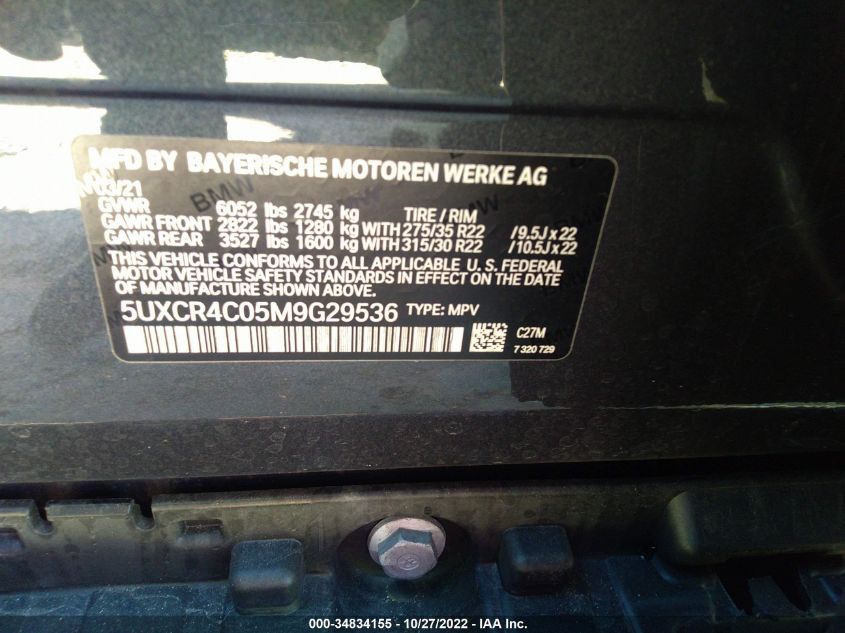 MFD BY BAYERISCHE MOTOREN WERKE AG
03/21
GVWR 6052 lbs 2745 kg TIRE / RIM
GAWR FRONT 2822 lbs 1280 kg WITH 275/35 R22 /9.5J x 22
GAWR REAR 3527 lbs 1600 kg WITH 315/30 R22 /10.5J x 22
THIS VEHICLE CONFORMS TO ALL APPLICABLE U. S. FEDERAL
MOTOR VEHICLE SAFETY STANDARDS IN EFFECT ON THE DATE
OF MANUFACTURE SHOWN ABOVE.
5UXCR4C05M9G29536 TYPE: MPV
C27M
7 320 729
BMW
000-34834155 - 10/27/2022 - IAA Inc.